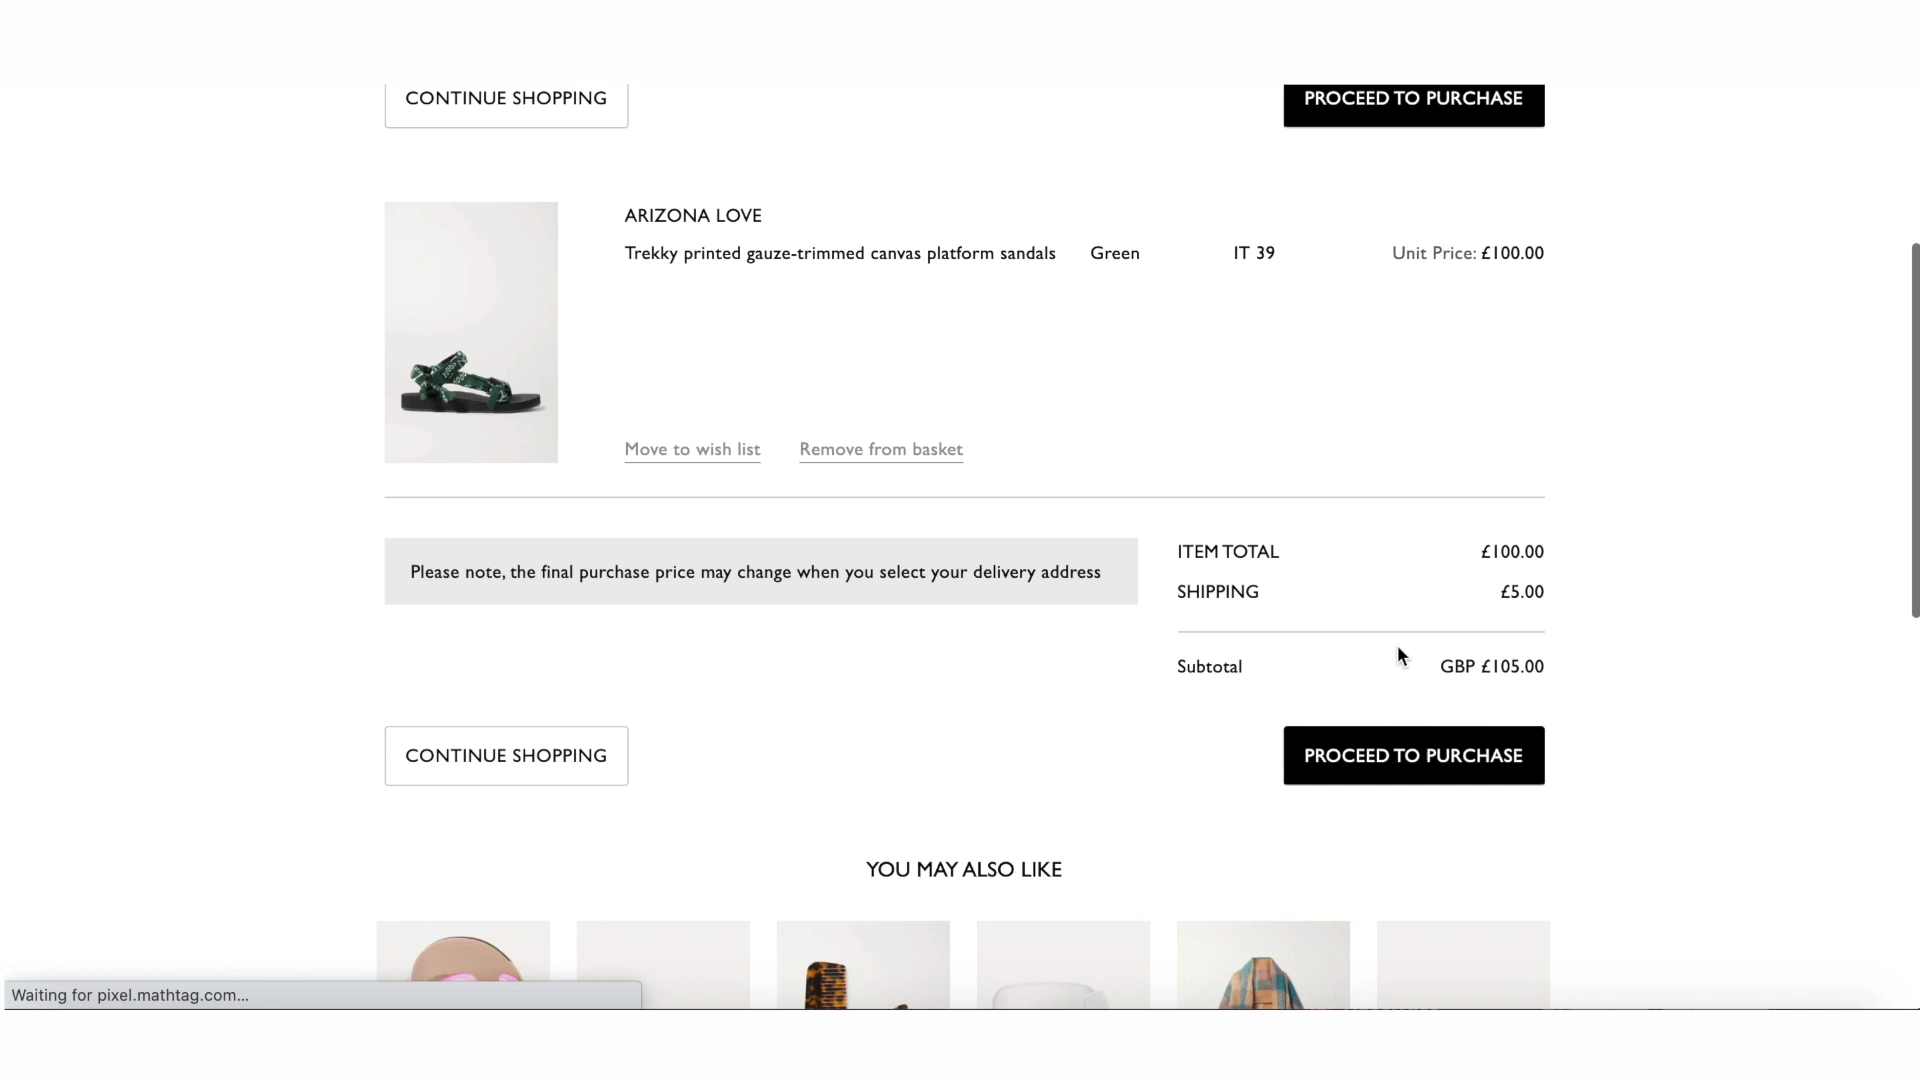 CONTINUE SHOPPING
PROCEED TO PURCHASE
ARIZONA LOVE
Trekky printed gauze-trimmed canvas platform sandals Green IT 39 Unit Price: £100.00
Move to wish list Remove from basket
Please note, the final purchase price may change when you select your delivery address
ITEM TOTAL £100.00
SHIPPING £5.00
Subtotal GBP £105.00
CONTINUE SHOPPING
PROCEED TO PURCHASE
YOU MAY ALSO LIKE
Waiting for pixel.mathtag.com...